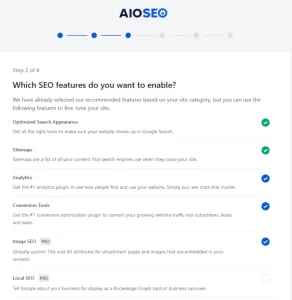 AIOSEO
Step 2 of 6
Which SEO features do you want to enable?
We have already selected our recommended features based on your site category, but you can use the
following features to fine-tune your site.
Optimized Search Appearance
Get all the right tools to make sure your website shows up in Google Search.
Sitemaps
Sitemaps are a list of all your content that search engines use when they crawl your site.
Analytics
Get the #1 analytics plugin to see how people find and use your website. Simply put, see stats that matter.
Conversion Tools
Get the #1 conversion optimization plugin to convert your growing website traffic into subscribers, leads
and sales.
Image SEO PRO
Globally control Title and Alt attributes for attachment pages and images that are embedded in your
content.
Local SEO PRO
Tell Google about your business for display as a Knowledge Graph card or business carousel.